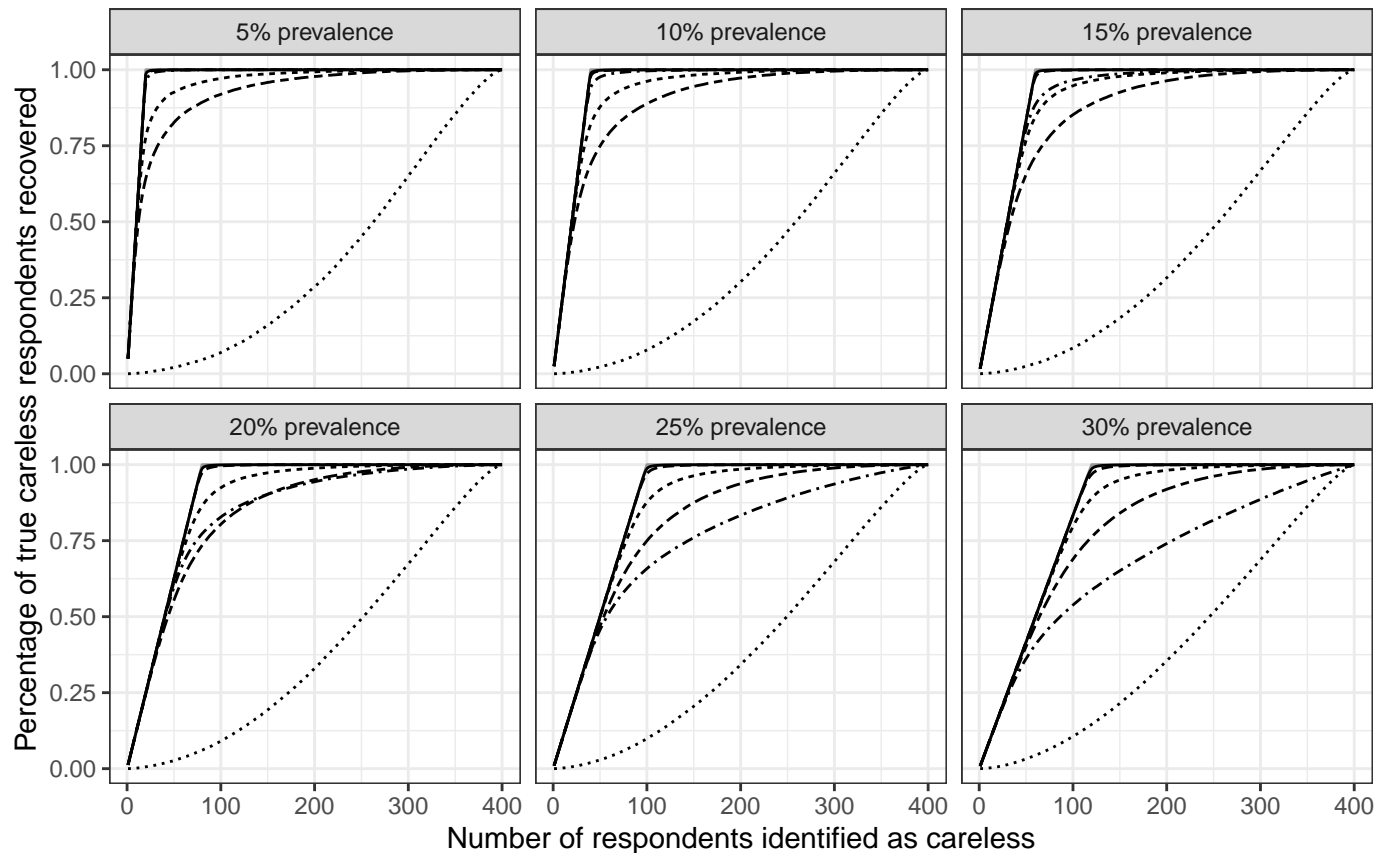 5% prevalence
10% prevalence
15% prevalence
1.00
0.75
0.50
0.25
0.00
20% prevalence
25% prevalence
30% prevalence
1.00
0.75
0.50
0.25
0.00
0 100 200 300 400
0 100 200 300 400
0 100 200 300 400
Number of respondents identified as careless
Percentage of true careless respondents recovered